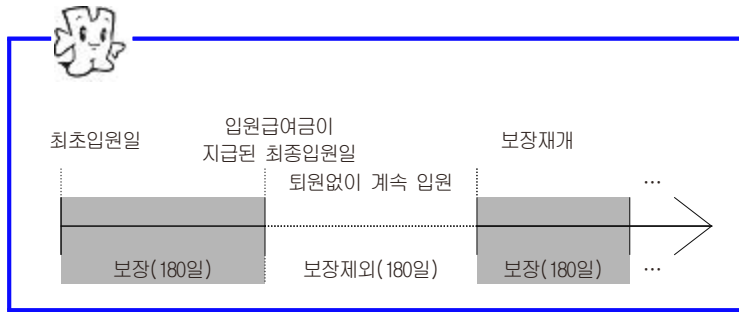 최초입원일
입원급여금이
지급된 최종입원일
보장재개
퇴원없이 계속 입원
…
보장(180일)
보장제외(180일)
보장(180일)
…